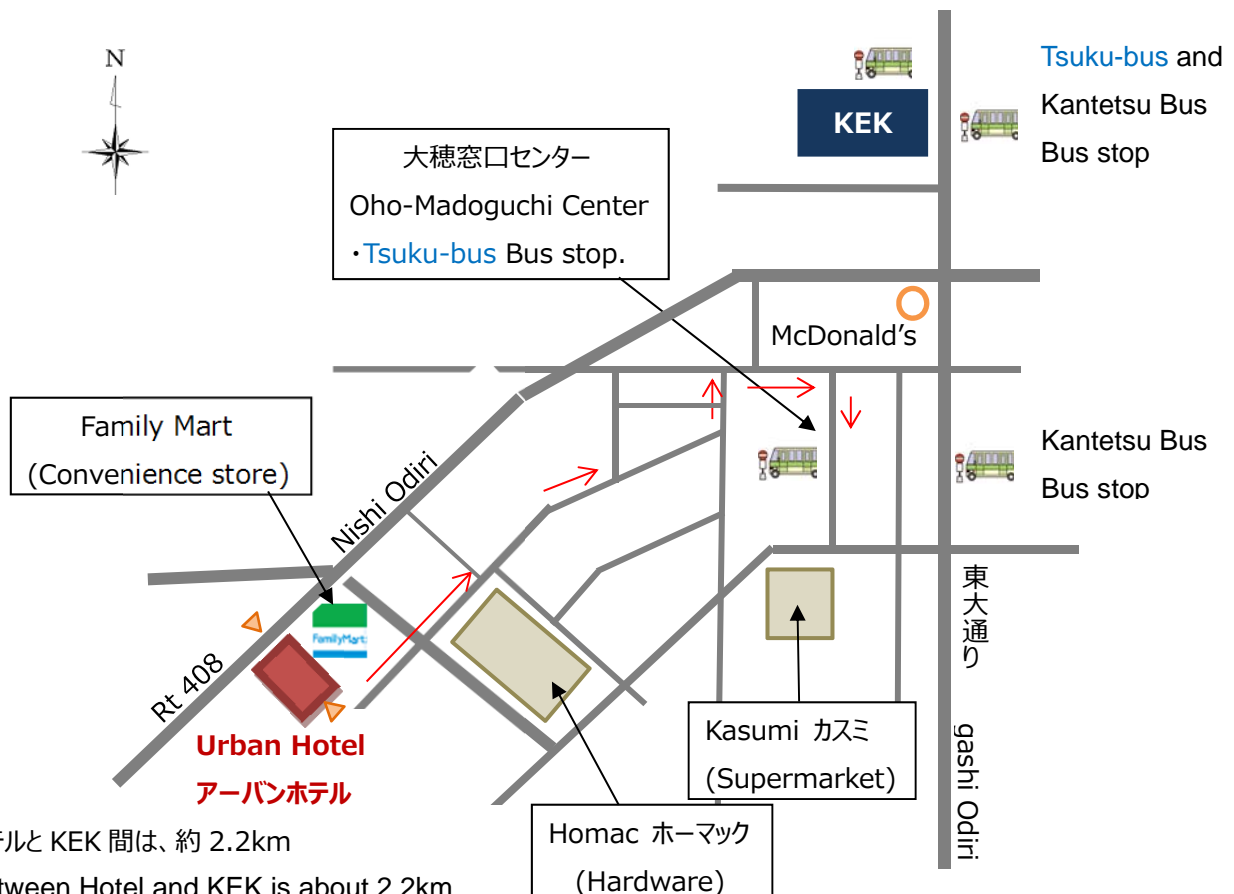 N
Tsuku-bus and
Kantetsu Bus
Bus stop
KEK
大穂窓口センター
Oho-Madoguchi Center
・Tsuku-bus Bus stop.
McDonald's
Family Mart
(Convenience store)
Nishi Odiri
Kantetsu Bus
Bus stop
FamilyMart
Rt 408
東大通り
gashi Odiri
Urban Hotel
アーバンホテル
Kasumi カスミ
(Supermarket)
Homac ホーマック
(Hardware)
テルと KEK 間は、約 2.2km
tween Hotel and KEK is about 2.2km